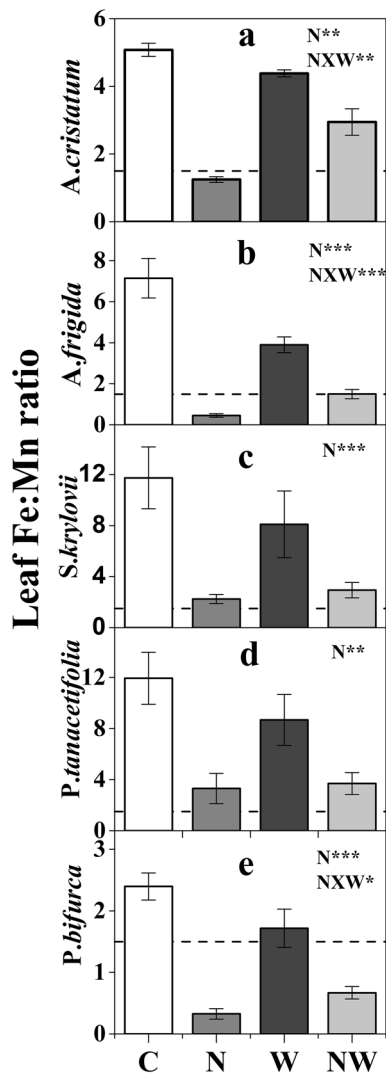 Leaf Fe:Mn ratio
a
N**
NXW**
A.cristatum
6
4
2
0
b
N***
NXW***
A.frigida
8
6
4
2
0
c
N***
S.krylovii
12
8
4
0
d
N**
P.tanacetifolia
12
8
4
0
e
N***
NXW*
P.bifurca
3
2
1
0
C N W NW